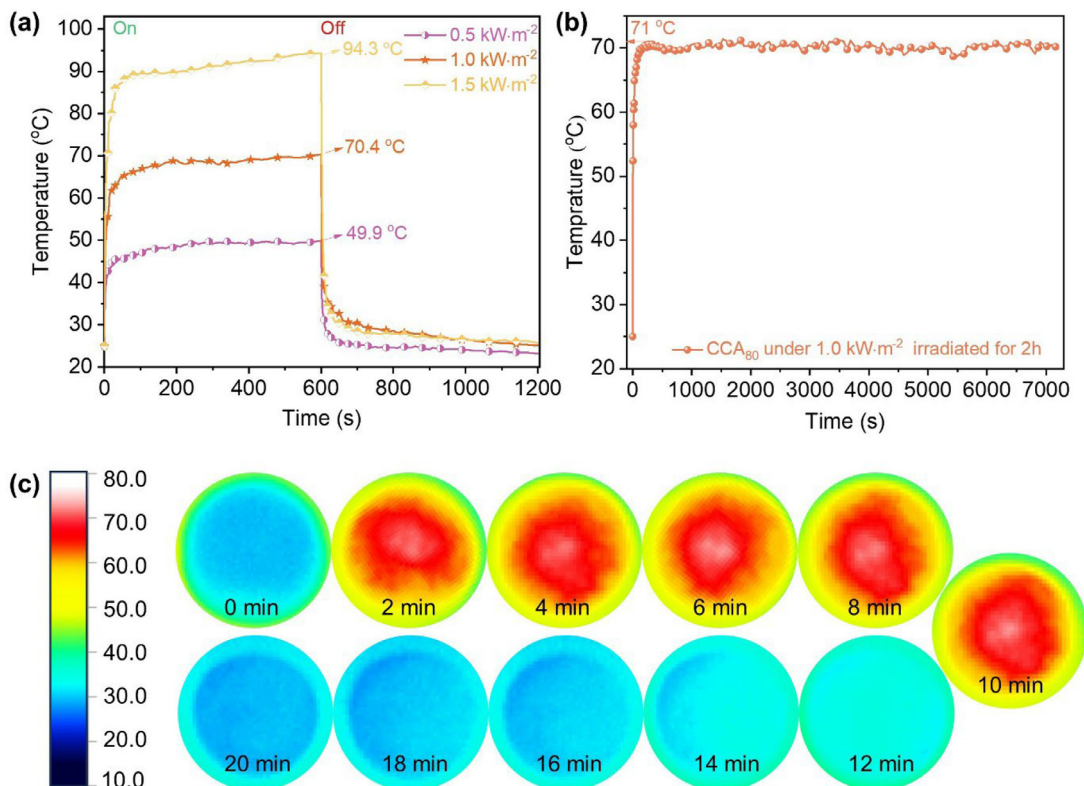 (a)
On
Off
0.5 kW·m-2
1.0 kW·m-2
1.5 kW·m-2
94.3 °C
70.4 °C
49.9 °C
100
90
80
70
60
50
40
30
20
Temperature (°C)
0 200 400 600 800 1000 1200
Time (s)
(b)
71 °C
70
60
50
40
30
20
Temprature (°C)
CCA80 under 1.0 kW·m-2 irradiated for 2h
0 1000 2000 3000 4000 5000 6000 7000
Time (s)
(c)
80.0
70.0
60.0
50.0
40.0
30.0
20.0
10.0
0 min 2 min 4 min 6 min 8 min
10 min
20 min 18 min 16 min 14 min 12 min